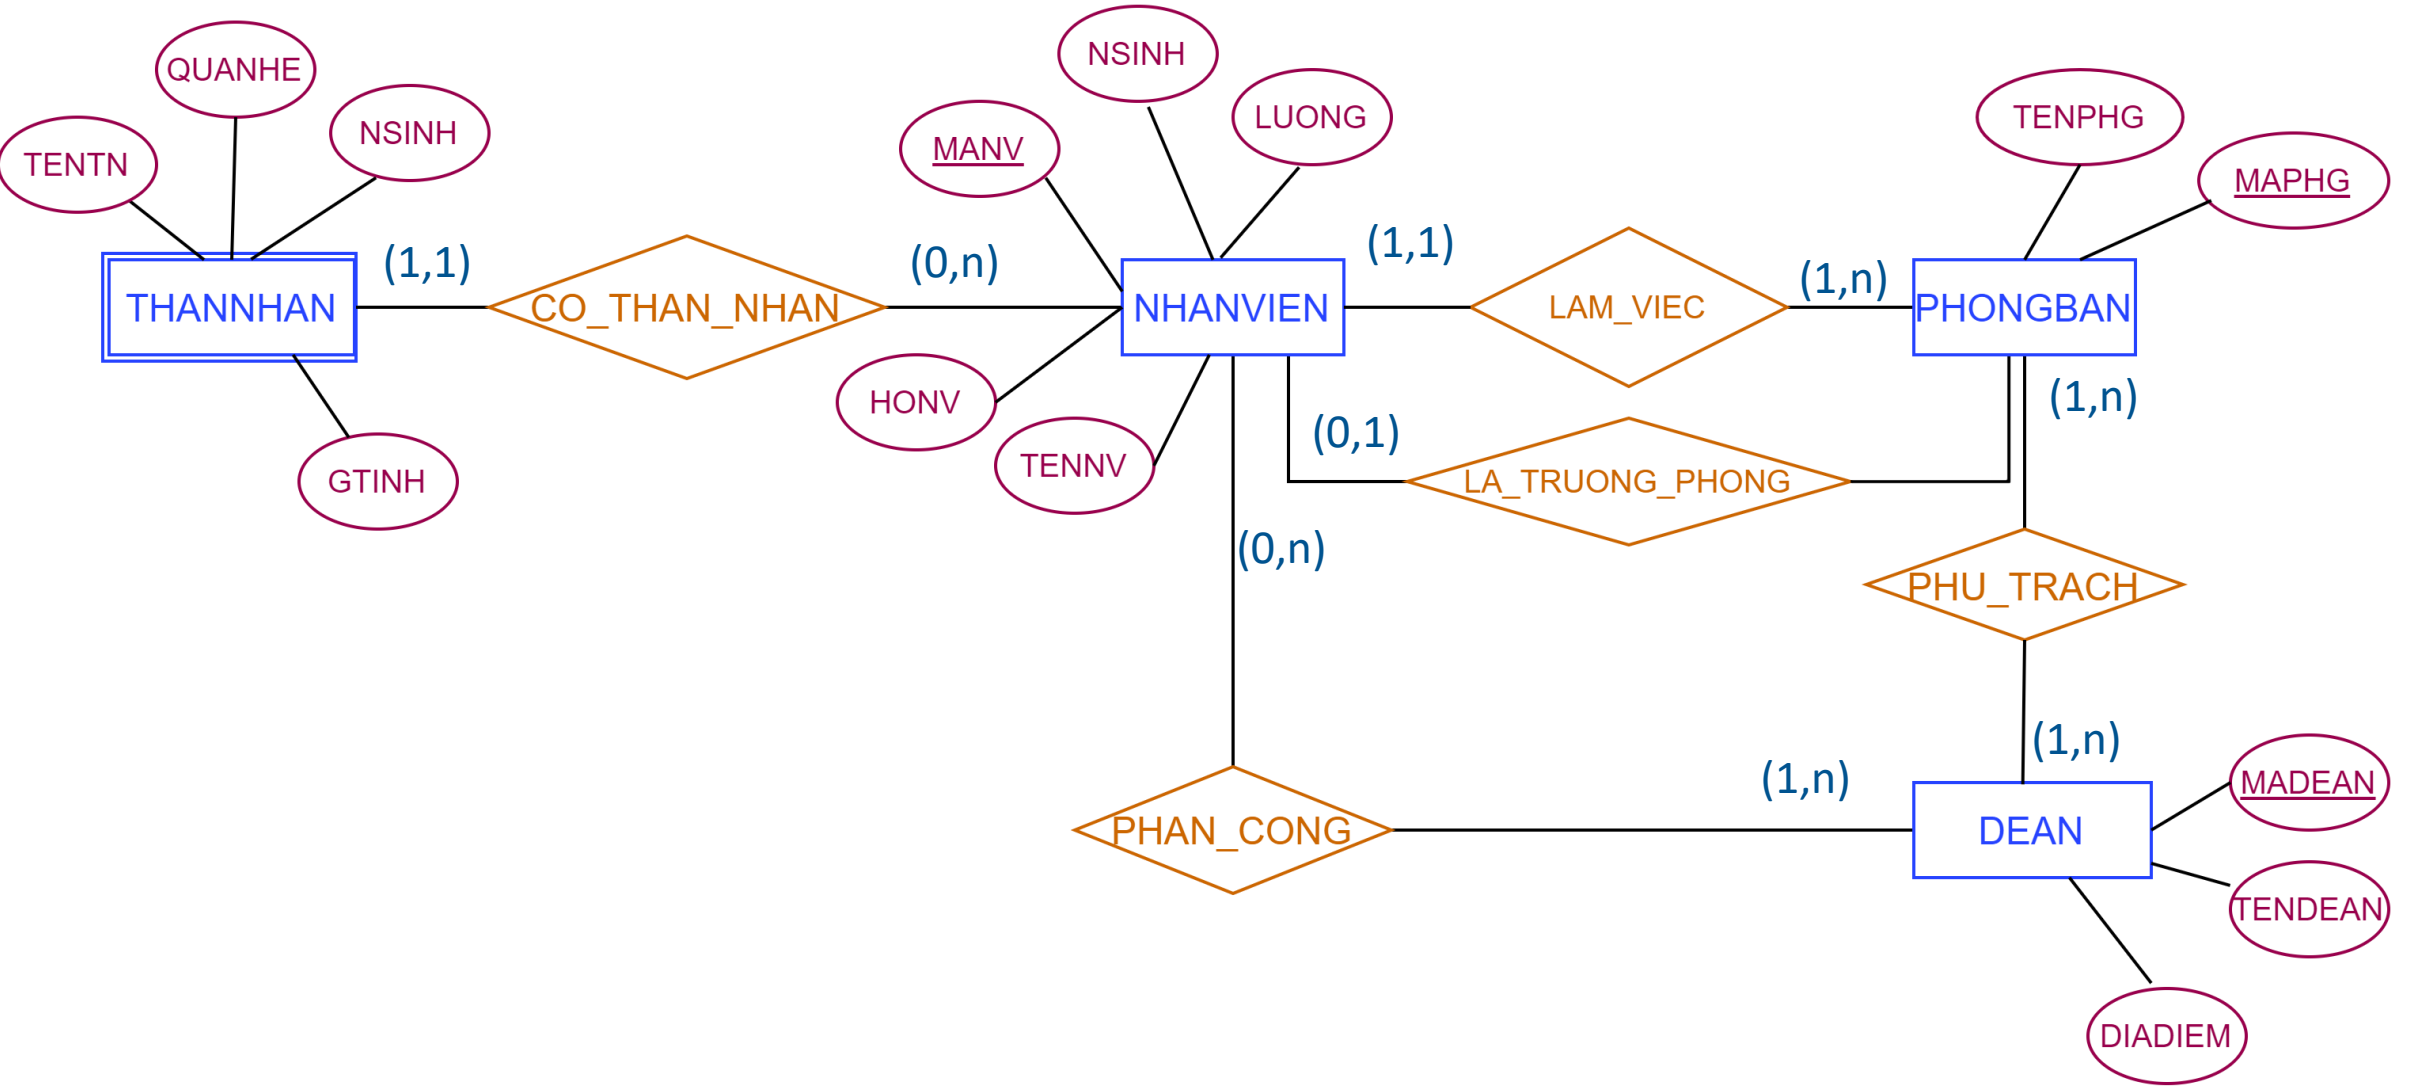 NSINH
QUANHE
TENPHG
LUONG
NSINH
MANV
TENTN
MAPHG
(1,1)
(1,1)
(0,n)
(1,n)
THANNHAN
CO_THAN_NHAN
NHANVIEN
LAM_VIEC
PHONGBAN
HONV
(1,n)
(0,1)
TENNV
GTINH
LA_TRUONG_PHONG
(0,n)
PHU_TRACH
(1,n)
(1,n)
MADEAN
PHAN_CONG
DEAN
TENDEAN
DIADIEM